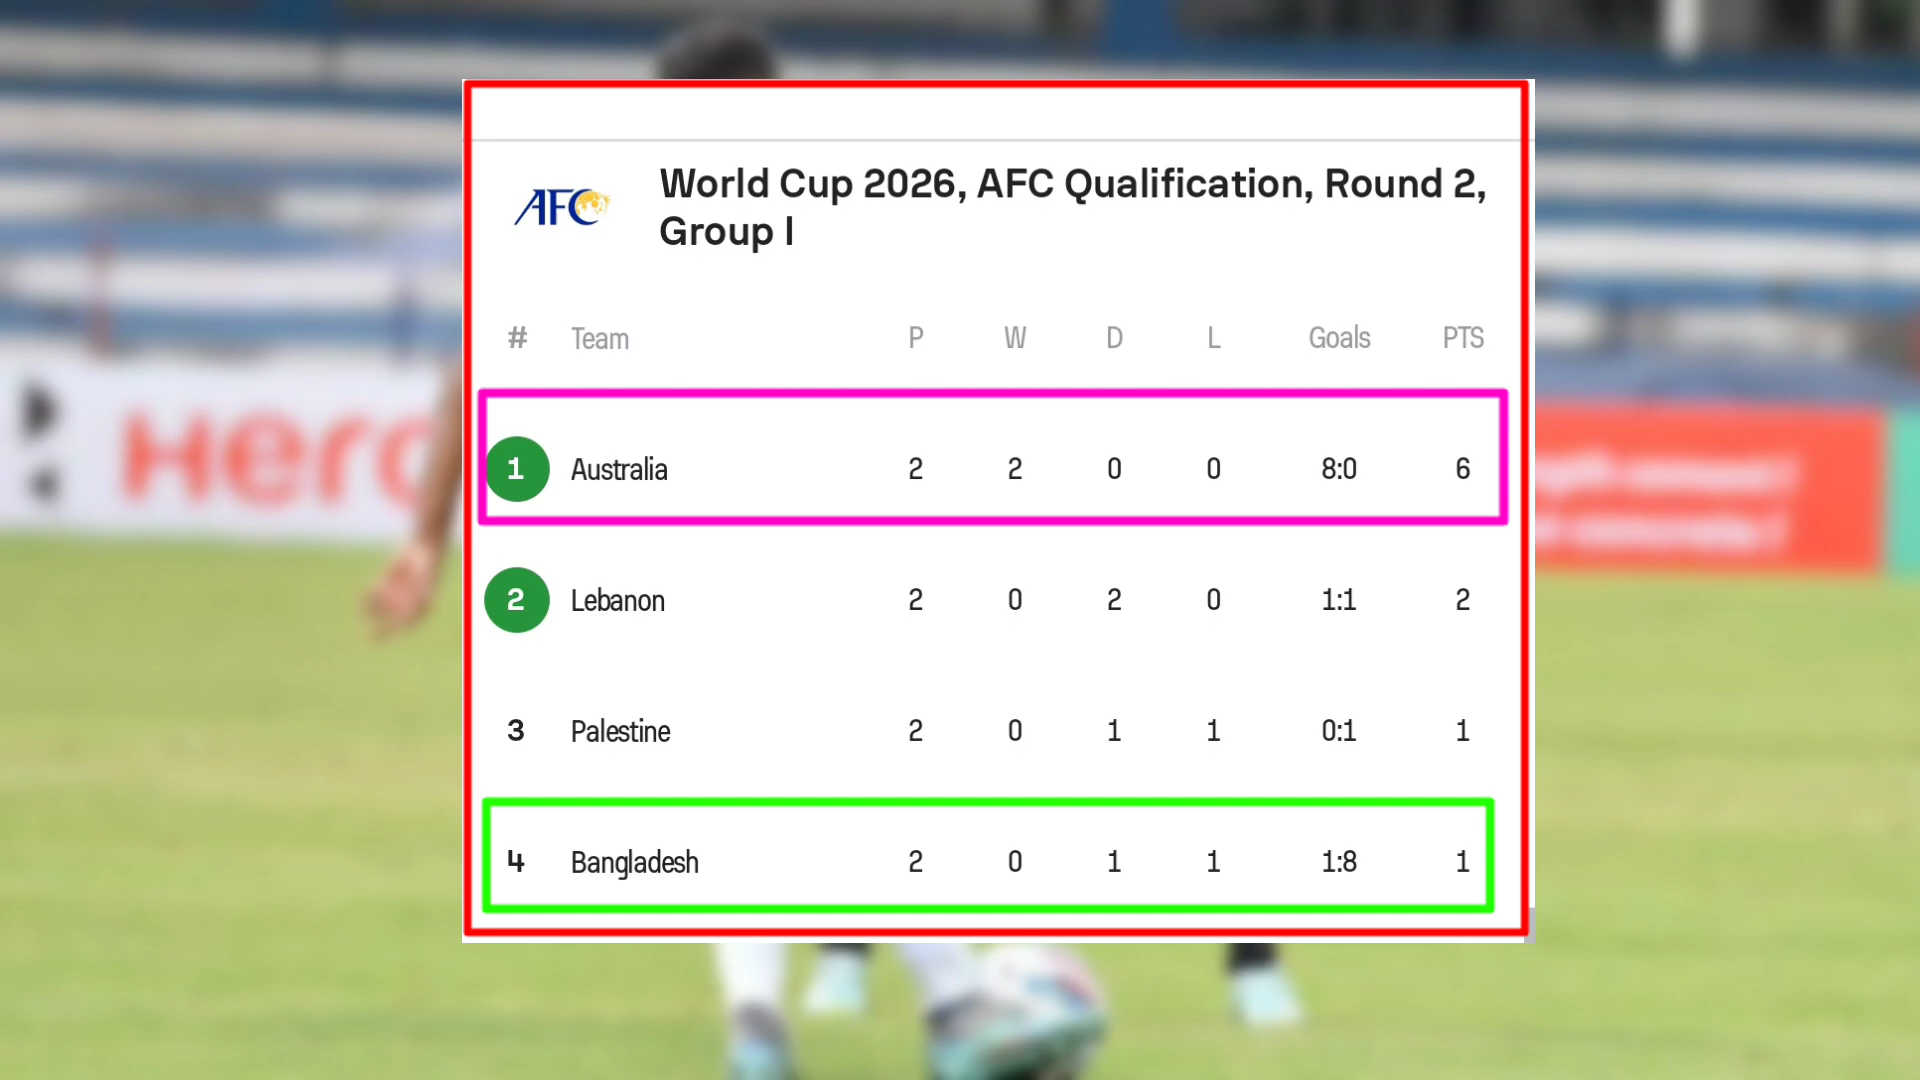 AFC
World Cup 2026, AFC Qualification, Round 2,
Group I
# Team P W D L Goals PTS
1 Australia 2 2 0 0 8:0 6
2 Lebanon 2 0 2 0 1:1 2
3 Palestine 2 0 1 1 0:1 1
4 Bangladesh 2 0 1 1 1:8 1
Hero